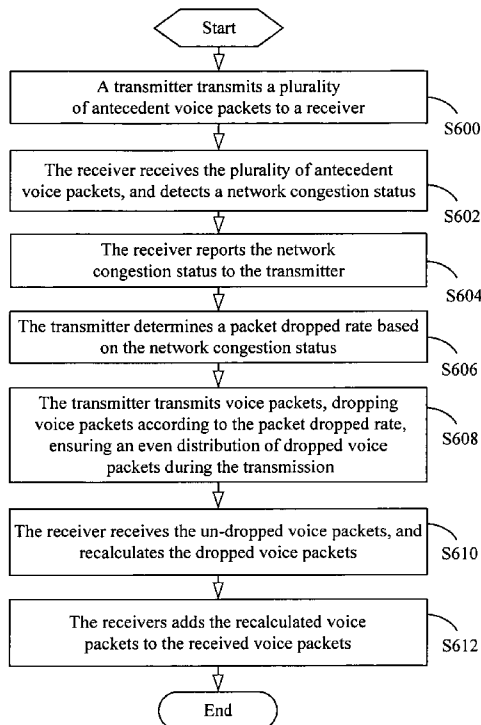 Start
A transmitter transmits a plurality
of antecedent voice packets to a receiver
S600
The receiver receives the plurality of antecedent
voice packets, and detects a network congestion status
S602
The receiver reports the network
congestion status to the transmitter
S604
The transmitter determines a packet dropped rate based
on the network congestion status
S606
The transmitter transmits voice packets, dropping
voice packets according to the packet dropped rate,
ensuring an even distribution of dropped voice
packets during the transmission
S608
The receiver receives the un-dropped voice packets, and
recalculates the dropped voice packets
S610
The receivers adds the recalculated voice
packets to the received voice packets
S612
End